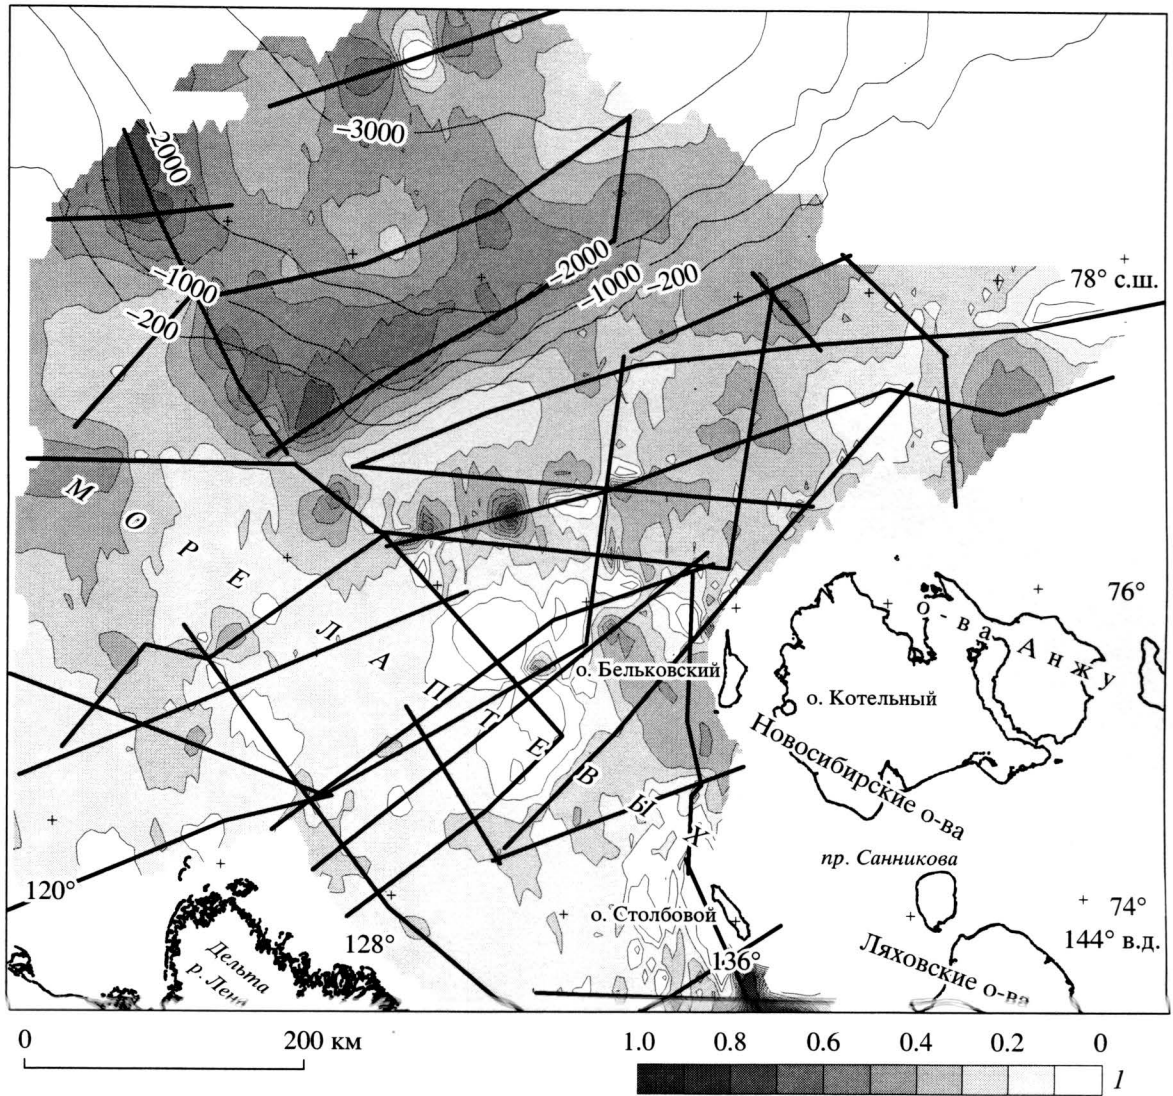 –3000
–2000
–2000
–1000
–1000
–200
–200
78° с.ш.
МОРЕ ЛАПТЕВЫХ
76°
о-ва Анжу
о. Бельковский
о. Котельный
Новосибирские о-ва
пр. Санникова
120°
74°
о. Столбовой
144° в.д.
128°
136°
Ляховские о-ва
Дельта
р. Лена
0
200 км
1.0 0.8 0.6 0.4 0.2 0
1